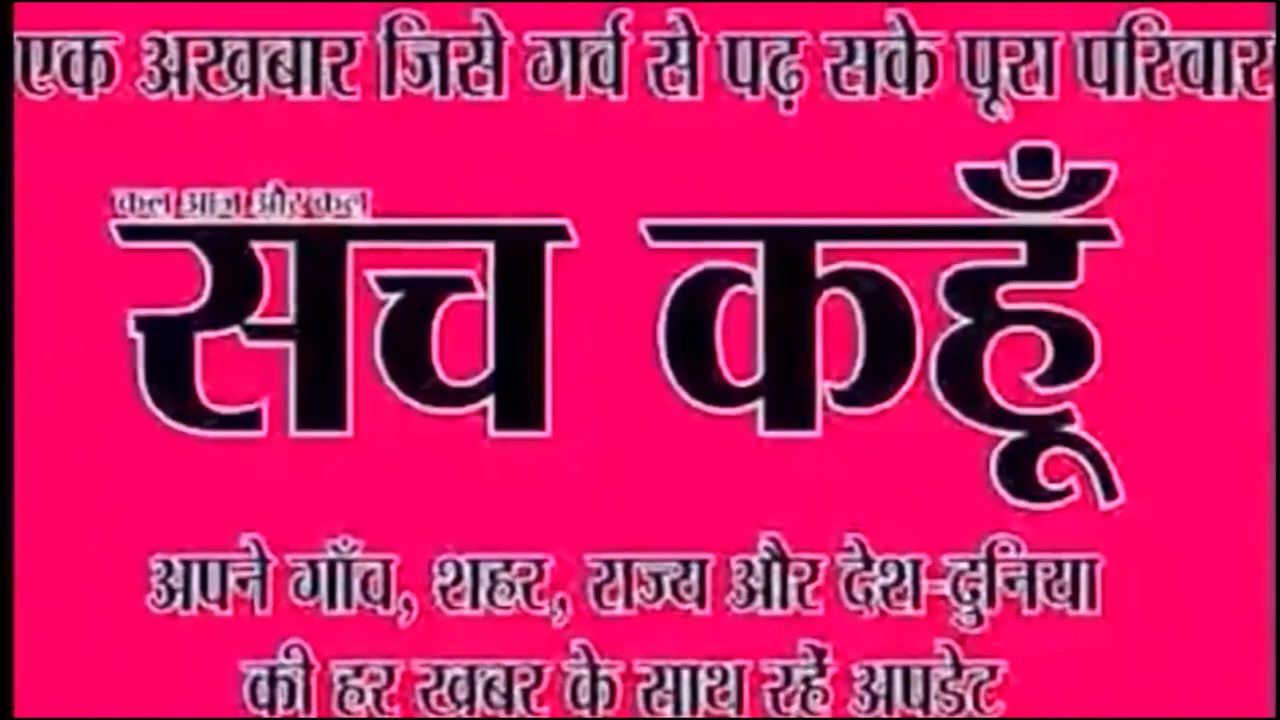 एक अखबार जिसे गर्व से पढ़ सके पूरा परिवार
कल आज और कल
सच कहूँ
अपने गाँव, शहर, राज्य और देश-दुनिया
की हर खबर के साथ रहें अपडेट